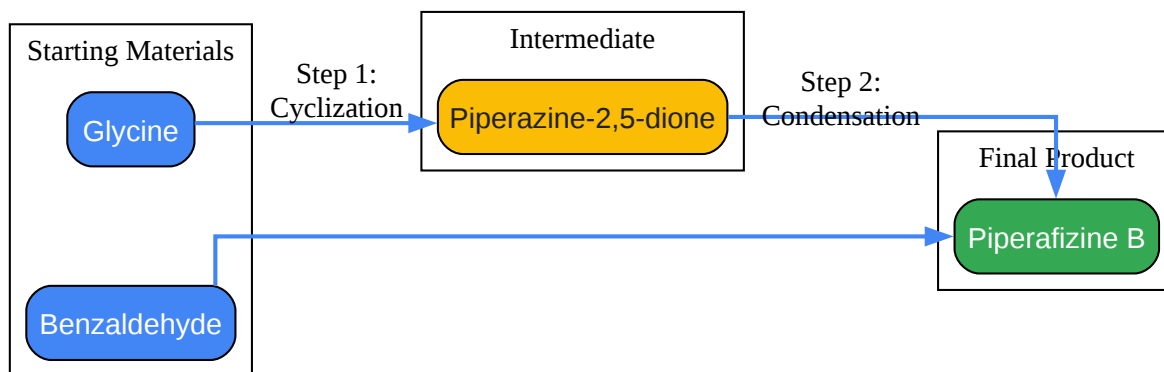 Starting Materials
Glycine
Benzaldehyde
Step 1:
Cyclization
Intermediate
Piperazine-2,5-dione
Step 2:
Condensation
Final Product
Piperafizine B